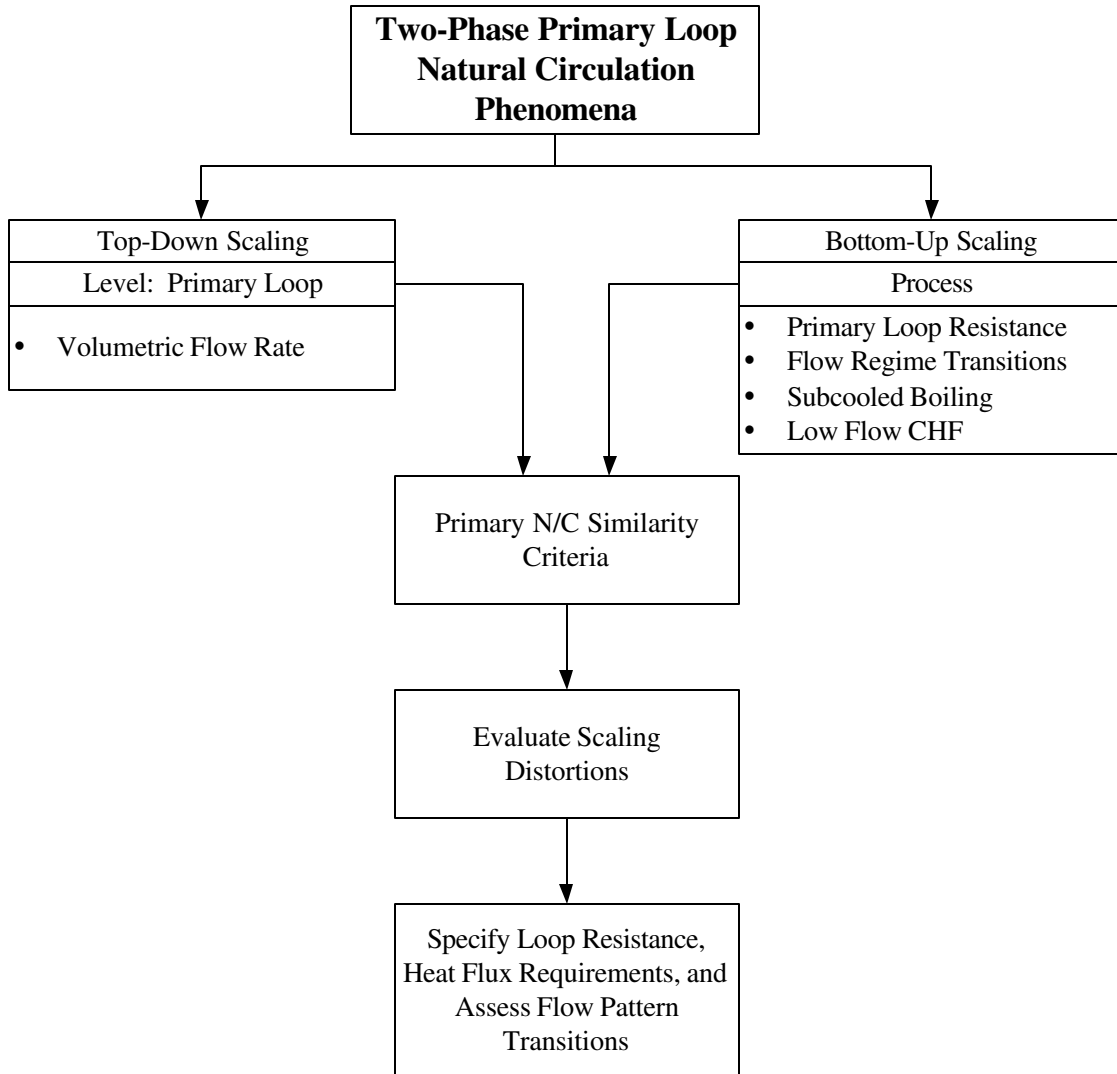 Two-Phase Primary Loop
Natural Circulation
Phenomena
Top-Down Scaling
Level:  Primary Loop
• Volumetric Flow Rate
Bottom-Up Scaling
Process
• Primary Loop Resistance
• Flow Regime Transitions
• Subcooled Boiling
• Low Flow CHF
Primary N/C Similarity
Criteria
Evaluate Scaling
Distortions
Specify Loop Resistance,
Heat Flux Requirements, and
Assess Flow Pattern
Transitions